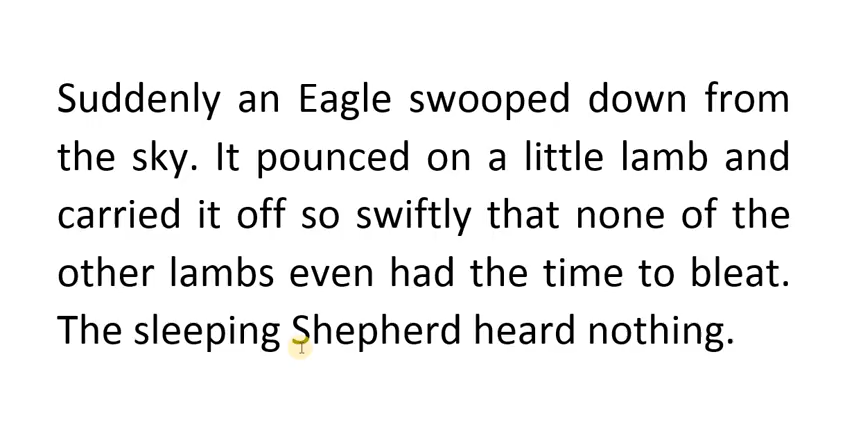 Suddenly an Eagle swooped down from
the sky. It pounced on a little lamb and
carried it off so swiftly that none of the
other lambs even had the time to bleat.
The sleeping Shepherd heard nothing.